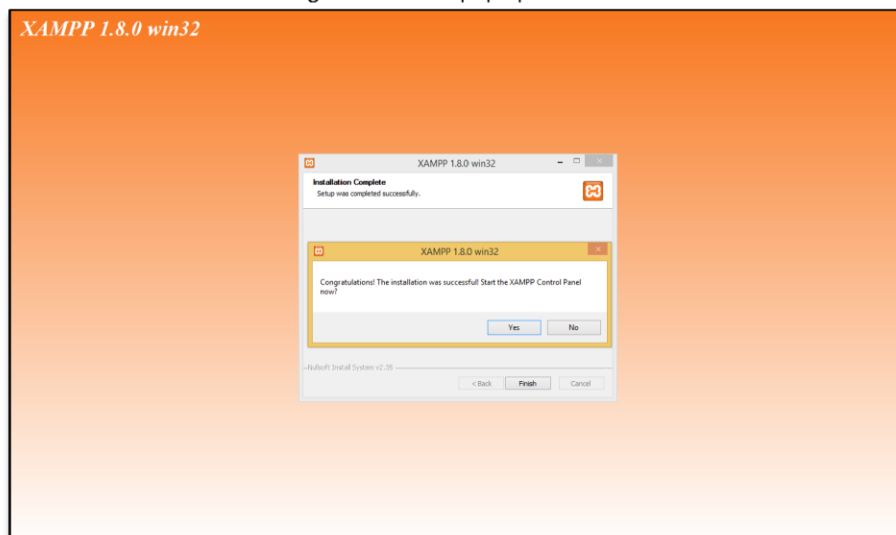 XAMPP 1.8.0 win32
XAMPP 1.8.0 win32
Installation Complete
Setup was completed successfully.
XAMPP 1.8.0 win32
Congratulations! The installation was successful! Start the XAMPP Control Panel
now?
Yes No
Nullsoft Install System v2.35
< Back Finish Cancel